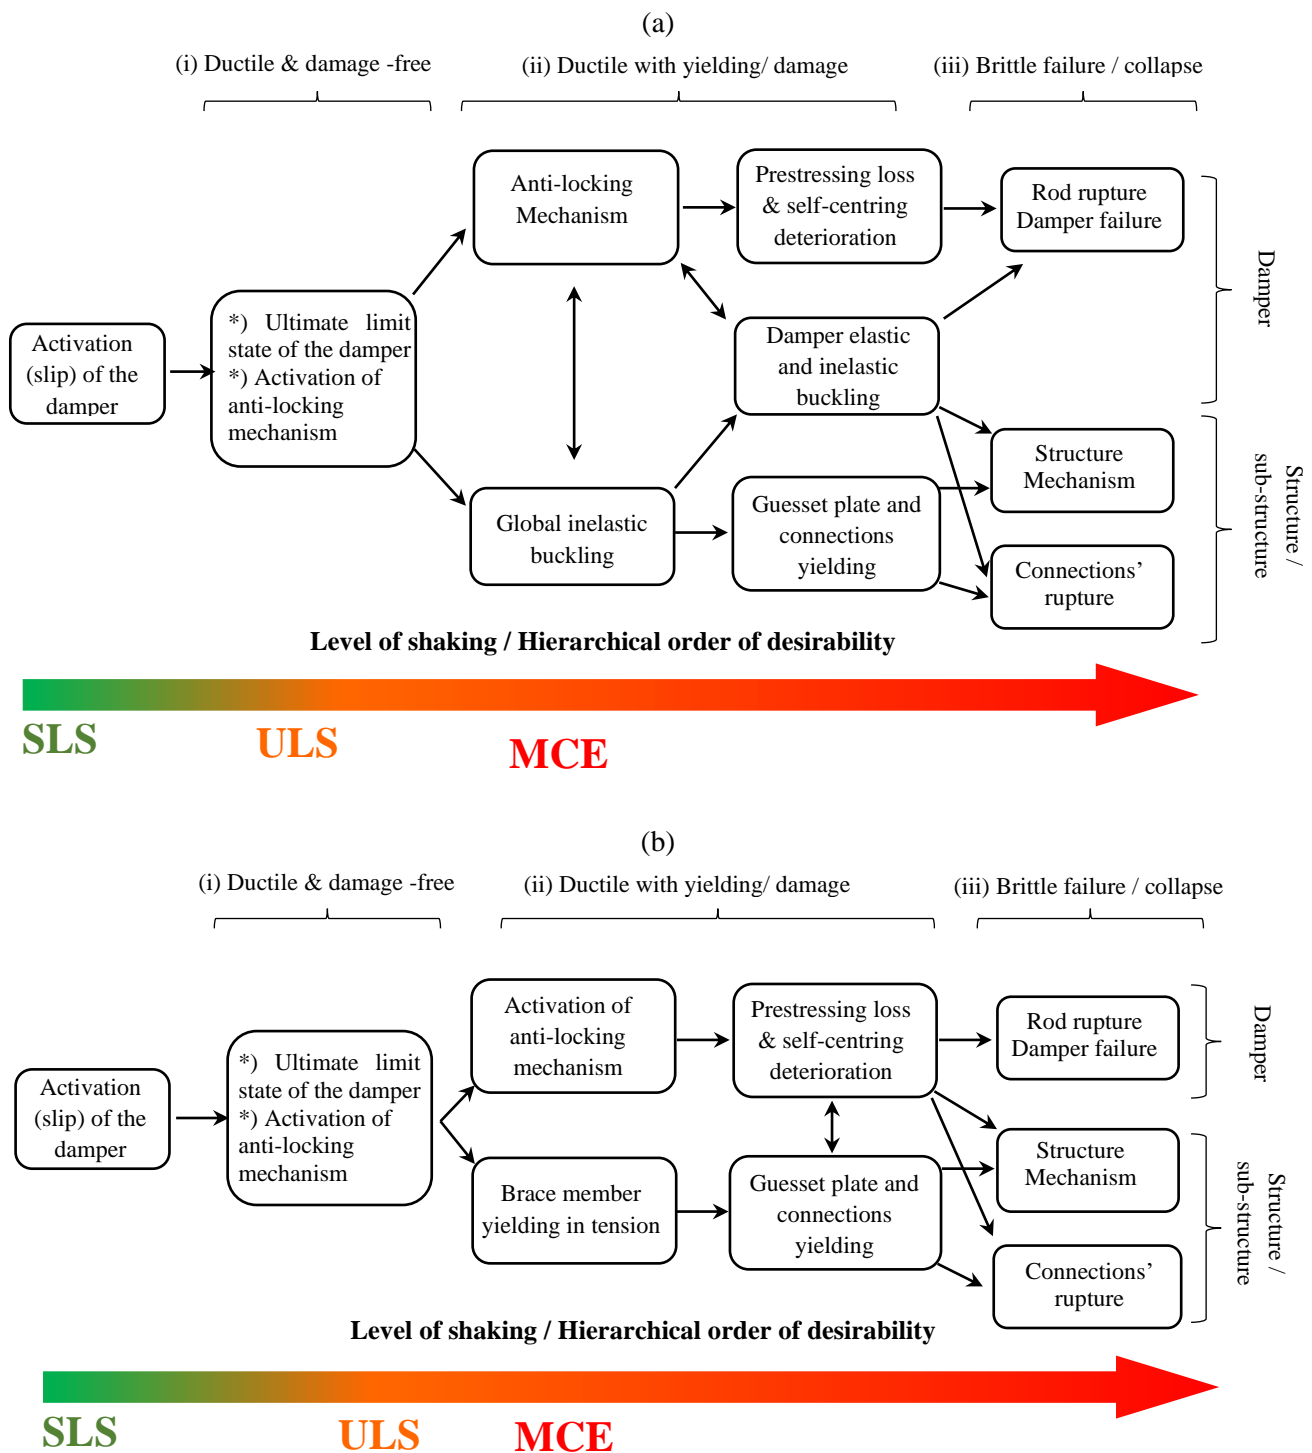 (a)
(i) Ductile & damage -free
(ii) Ductile with yielding/ damage
(iii) Brittle failure / collapse
Activation
(slip) of the
damper
*) Ultimate limit
state of the damper
*) Activation of
anti-locking
mechanism
Anti-locking
Mechanism
Global inelastic
buckling
Prestressing loss
& self-centring
deterioration
Damper elastic
and inelastic
buckling
Guesset plate and
connections
yielding
Rod rupture
Damper failure
Structure
Mechanism
Connections’
rupture
Damper
Structure /
sub-structure
Level of shaking / Hierarchical order of desirability
SLS
ULS
MCE
(b)
(i) Ductile & damage -free
(ii) Ductile with yielding/ damage
(iii) Brittle failure / collapse
Activation
(slip) of the
damper
*) Ultimate limit
state of the damper
*) Activation of
anti-locking
mechanism
Activation of
anti-locking
mechanism
Brace member
yielding in tension
Prestressing loss
& self-centring
deterioration
Guesset plate and
connections
yielding
Rod rupture
Damper failure
Structure
Mechanism
Connections’
rupture
Damper
Structure /
sub-structure
Level of shaking / Hierarchical order of desirability
SLS
ULS
MCE